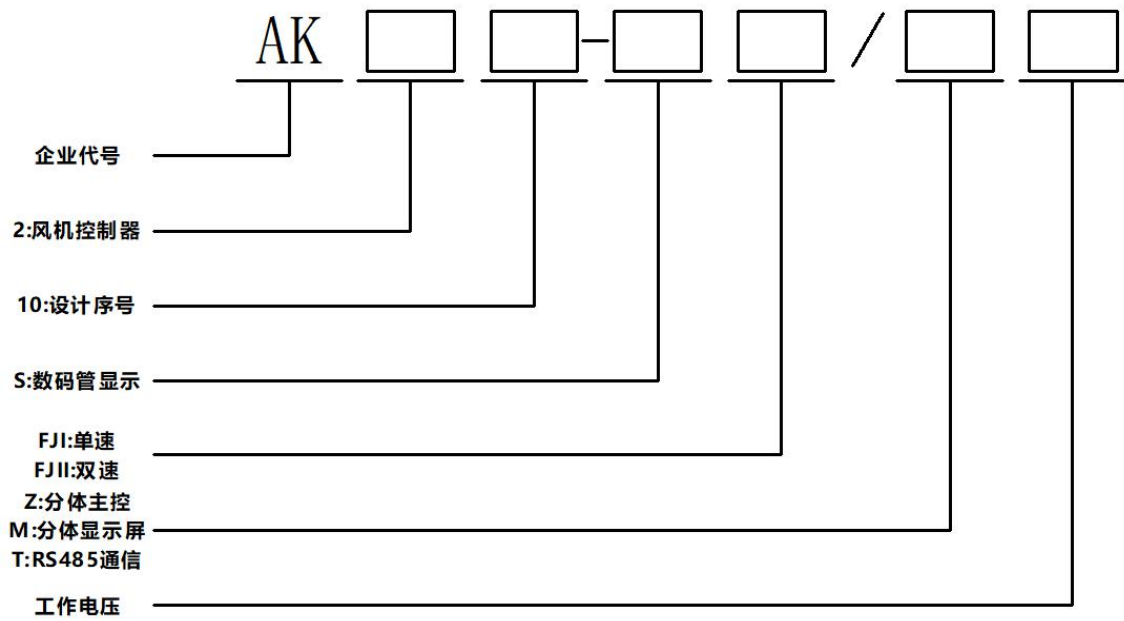 AK - /
企业代号
2:风机控制器
10:设计序号
S:数码管显示
FJI:单速
FJII:双速
Z:分体主控
M:分体显示屏
T:RS485通信
工作电压